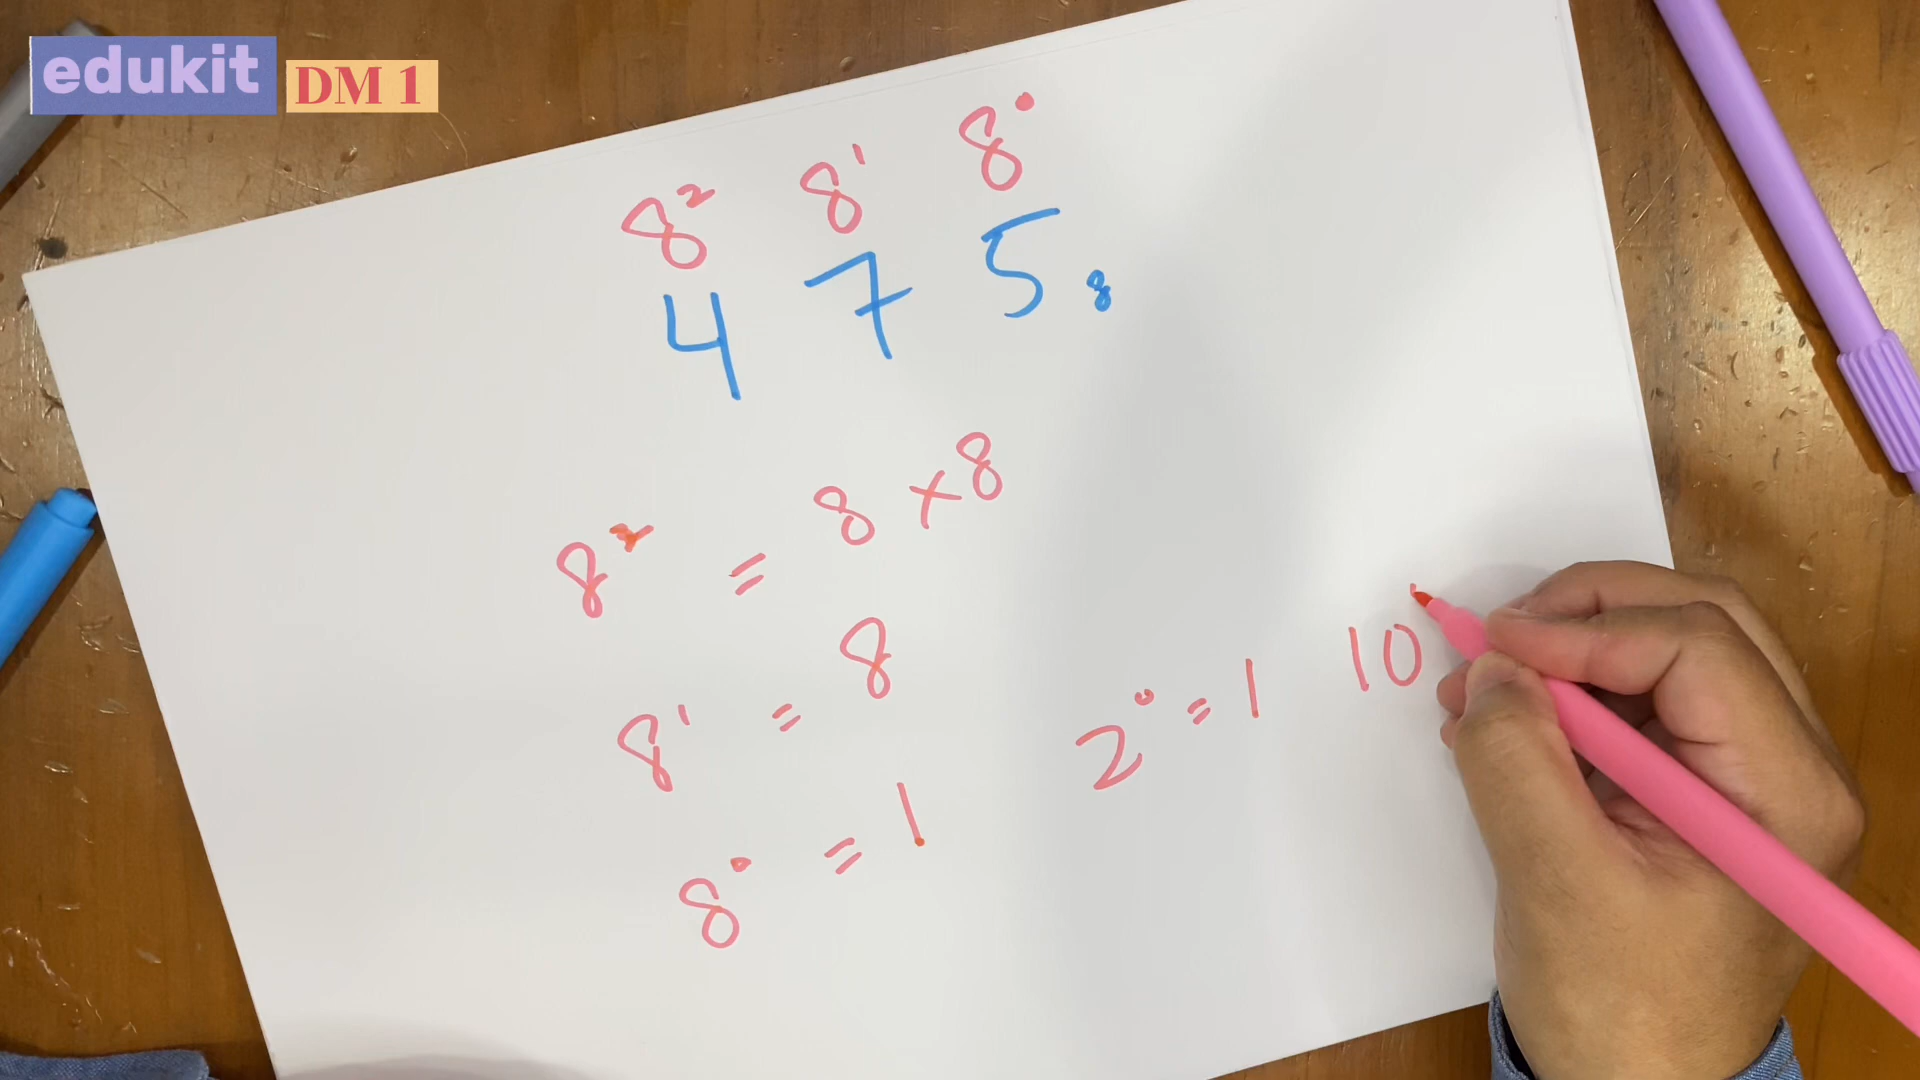 edukit
DM 1
8² 8¹ 8⁰
4 7 5₈
8² = 8 × 8
8¹ = 8
2⁰ = 1 10
8⁰ = 1